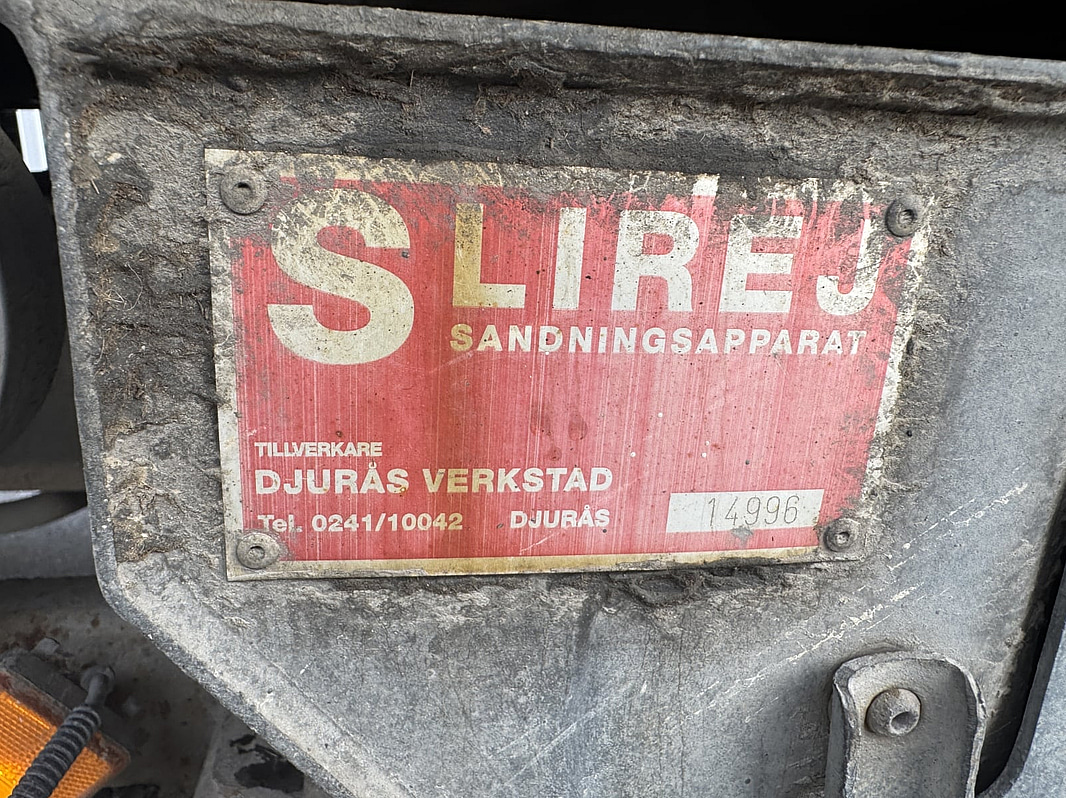 SLIREJ
SANDNINGSAPPARAT
TILLVERKARE
DJURÅS VERKSTAD
Tel. 0241/10042 DJURÅS 14996